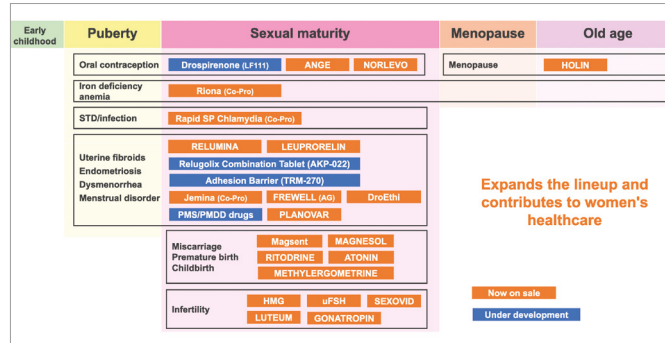 Early childhood
Puberty
Sexual maturity
Menopause
Old age
Oral contraception
Drospirenone (LF111)
ANGE
NORLEVO
Menopause
HOLIN
Iron deficiency
anemia
Riona (Co-Pro)
STD/infection
Rapid SP Chlamydia (Co-Pro)
Uterine fibroids
Endometriosis
Dysmenorrhea
Menstrual disorder
RELUMINA
LEUPRORELIN
Relugolix Combination Tablet (AKP-022)
Adhesion Barrier (TRM-270)
Jemina (Co-Pro)
FREWELL (AG)
DroEthi
PMS/PMDD drugs
PLANOVAR
Expands the lineup and
contributes to women's
healthcare
Miscarriage
Premature birth
Childbirth
Magsent
MAGNESOL
RITODRINE
ATONIN
METHYLERGOMETRINE
Infertility
HMG
uFSH
SEXOVID
LUTEUM
GONATROPIN
Now on sale
Under development